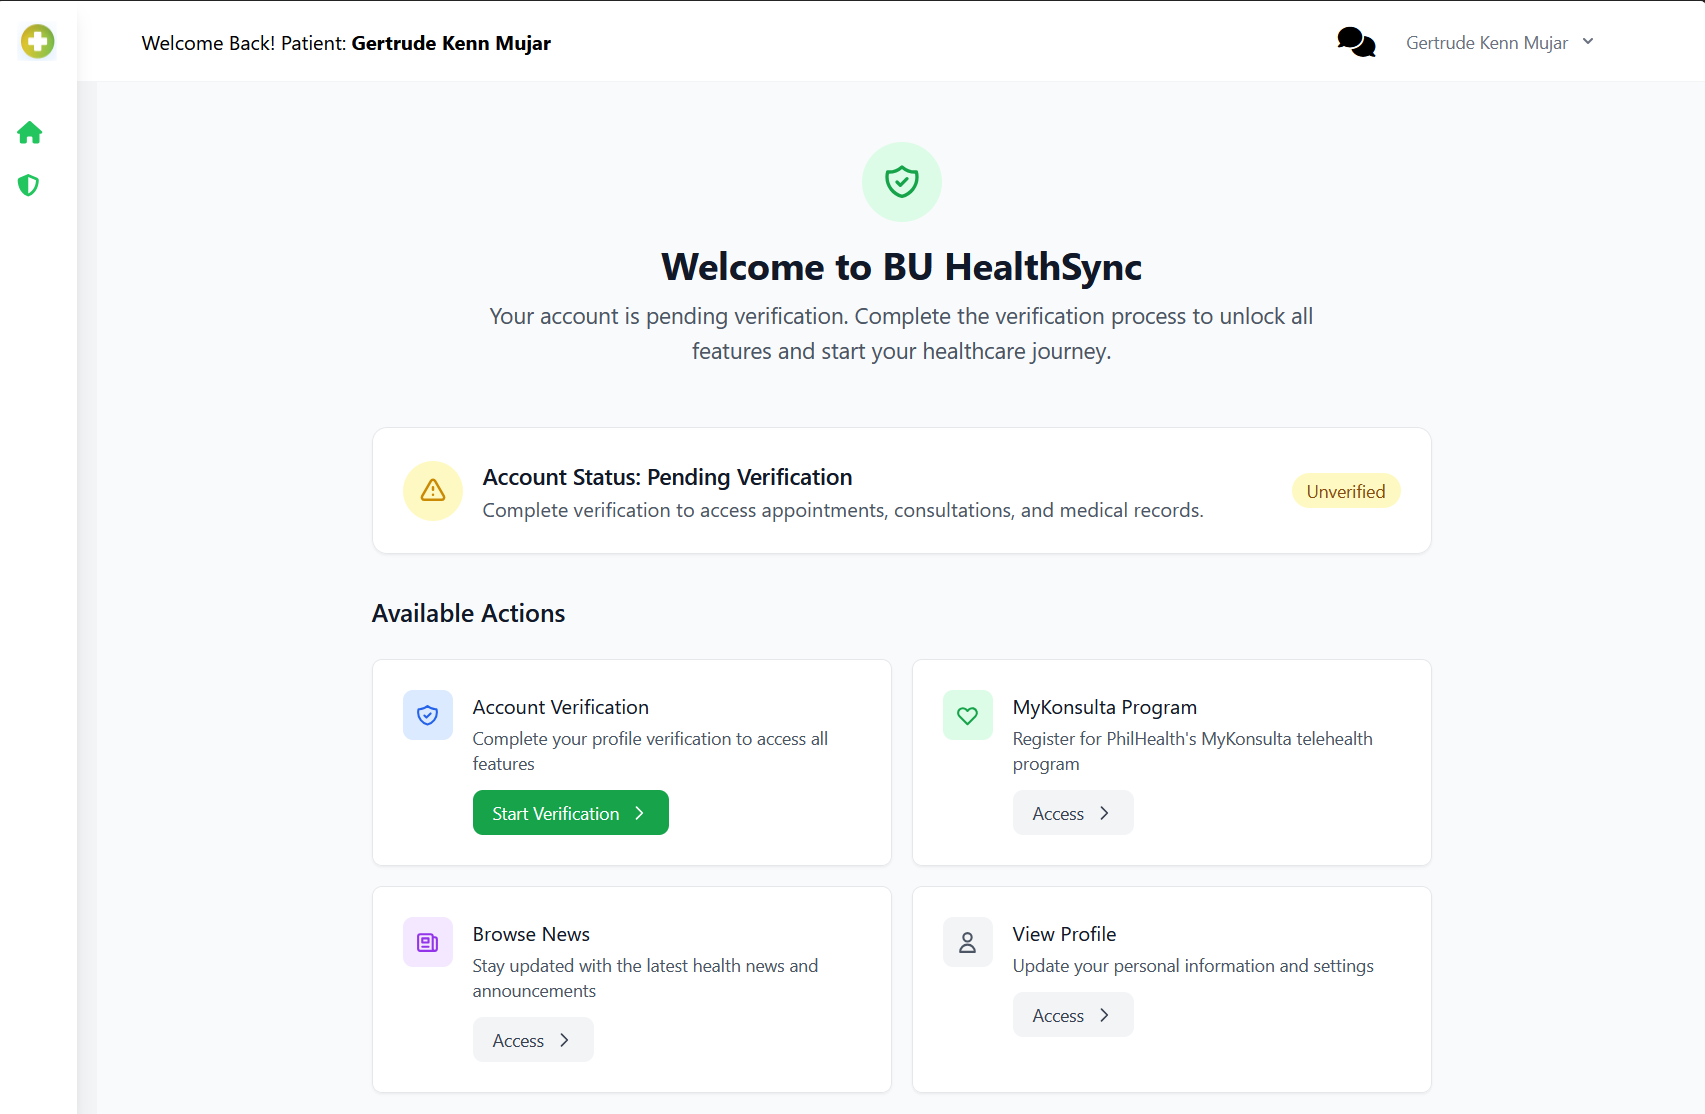 Welcome Back! Patient: Gertrude Kenn Mujar
Gertrude Kenn Mujar
Welcome to BU HealthSync
Your account is pending verification. Complete the verification process to unlock all
features and start your healthcare journey.
Account Status: Pending Verification
Complete verification to access appointments, consultations, and medical records.
Unverified
Available Actions
Account Verification
Complete your profile verification to access all
features
Start Verification
MyKonsulta Program
Register for PhilHealth's MyKonsulta telehealth
program
Access
Browse News
Stay updated with the latest health news and
announcements
Access
View Profile
Update your personal information and settings
Access